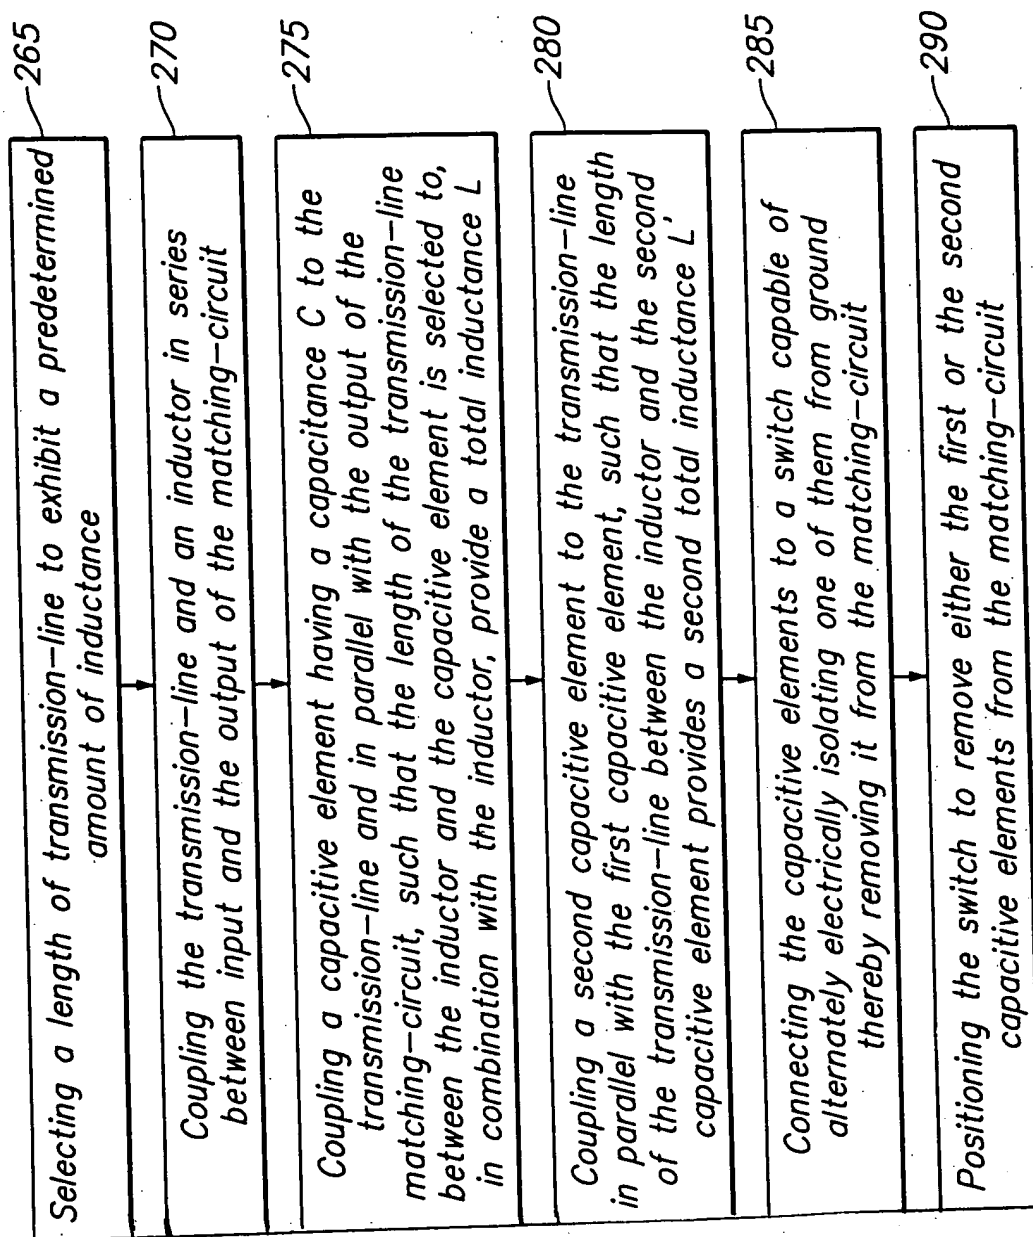 265
Selecting a length of transmission-line to exhibit a predetermined
amount of inductance
270
Coupling the transmission-line and an inductor in series
between input and the output of the matching-circuit
275
Coupling a capacitive element having a capacitance C to the
transmission-line and in parallel with the output of the
matching-circuit, such that the length of the transmission-line
between the inductor and the capacitive element is selected to,
in combination with the inductor, provide a total inductance L
280
Coupling a second capacitive element to the transmission-line
in parallel with the first capacitive element, such that the length
of the transmission-line between the inductor and the second
capacitive element provides a second total inductance L'
285
Connecting the capacitive elements to a switch capable of
alternately electrically isolating one of them from ground
thereby removing it from the matching-circuit
290
Positioning the switch to remove either the first or the second
capacitive elements from the matching-circuit